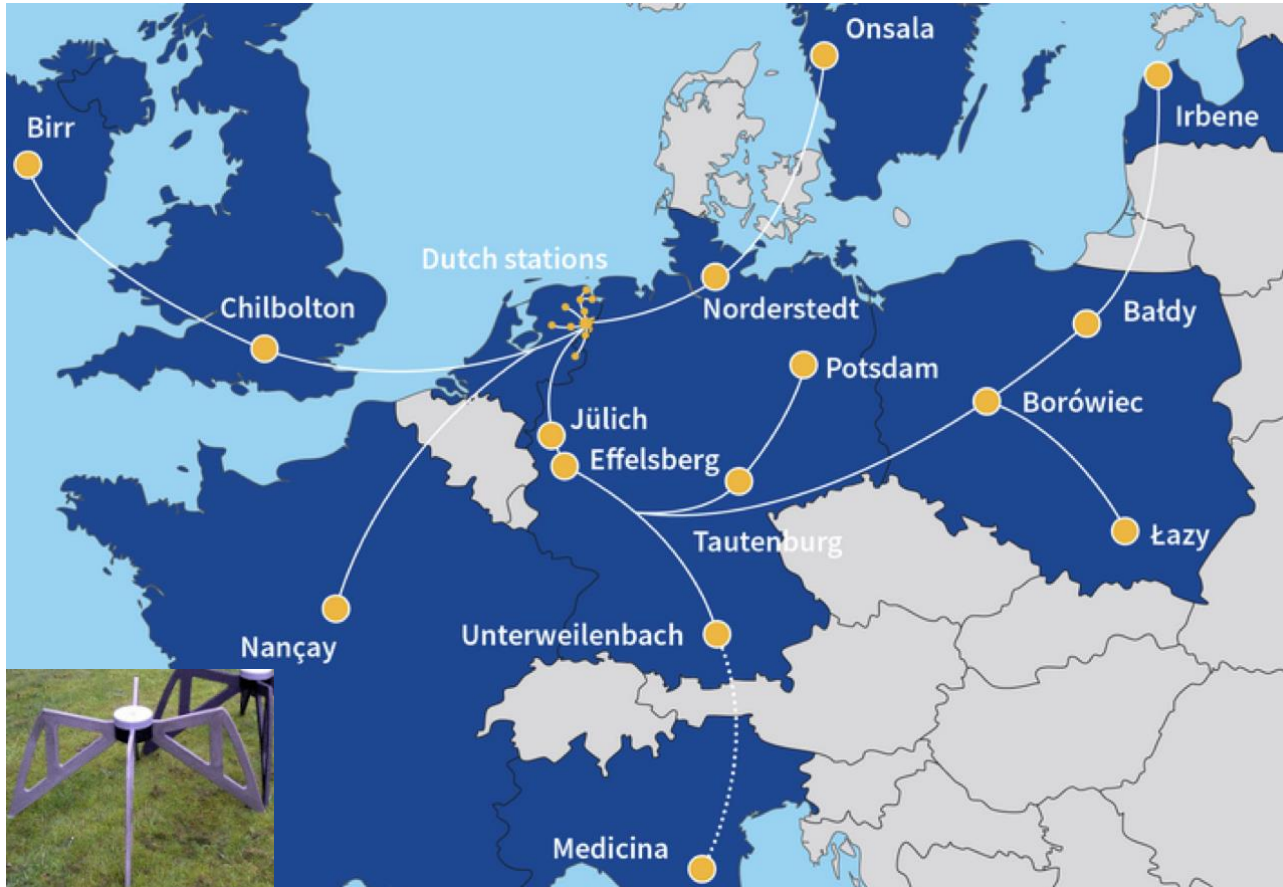 Onsala
Irbene
Birr
Dutch stations
Chilbolton
Norderstedt
Bałdy
Potsdam
Borówiec
Jülich
Effelsberg
Tautenburg
Łazy
Unterweilenbach
Nançay
Medicina